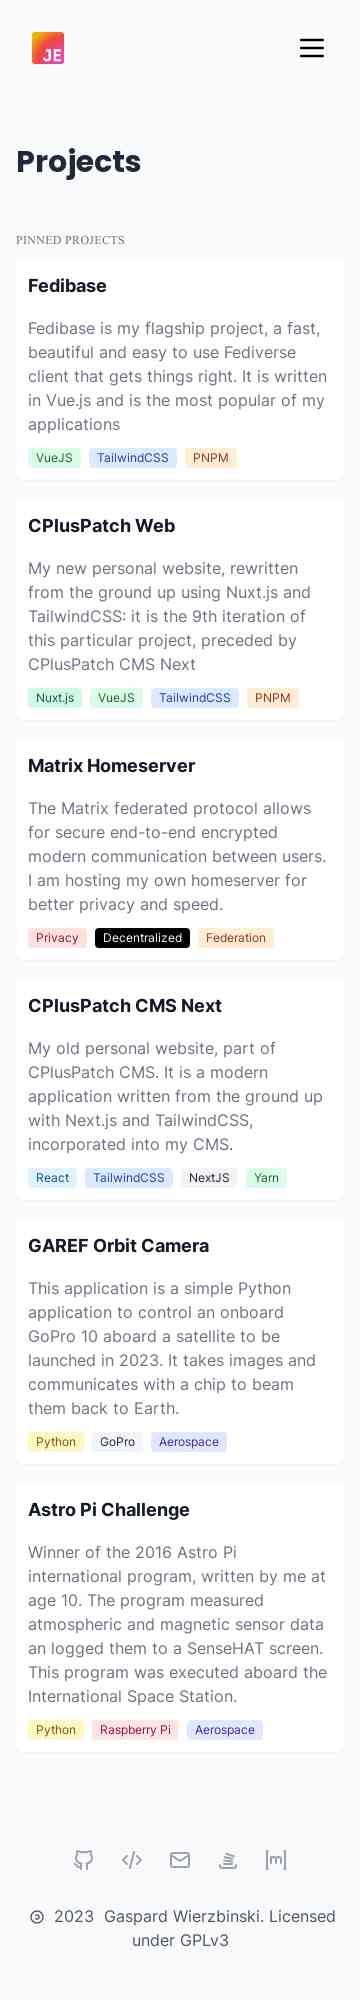 JE
Projects
PINNED PROJECTS
Fedibase
Fedibase is my flagship project, a fast,
beautiful and easy to use Fediverse
client that gets things right. It is written
in Vue.js and is the most popular of my
applications
VueJS TailwindCSS PNPM
CPlusPatch Web
My new personal website, rewritten
from the ground up using Nuxt.js and
TailwindCSS: it is the 9th iteration of
this particular project, preceded by
CPlusPatch CMS Next
Nuxt.js VueJS TailwindCSS PNPM
Matrix Homeserver
The Matrix federated protocol allows
for secure end-to-end encrypted
modern communication between users.
I am hosting my own homeserver for
better privacy and speed.
Privacy Decentralized Federation
CPlusPatch CMS Next
My old personal website, part of
CPlusPatch CMS. It is a modern
application written from the ground up
with Next.js and TailwindCSS,
incorporated into my CMS.
React TailwindCSS NextJS Yarn
GAREF Orbit Camera
This application is a simple Python
application to control an onboard
GoPro 10 aboard a satellite to be
launched in 2023. It takes images and
communicates with a chip to beam
them back to Earth.
Python GoPro Aerospace
Astro Pi Challenge
Winner of the 2016 Astro Pi
international program, written by me at
age 10. The program measured
atmospheric and magnetic sensor data
an logged them to a SenseHAT screen.
This program was executed aboard the
International Space Station.
Python Raspberry Pi Aerospace
[m]
🄯 2023 Gaspard Wierzbinski. Licensed
under GPLv3